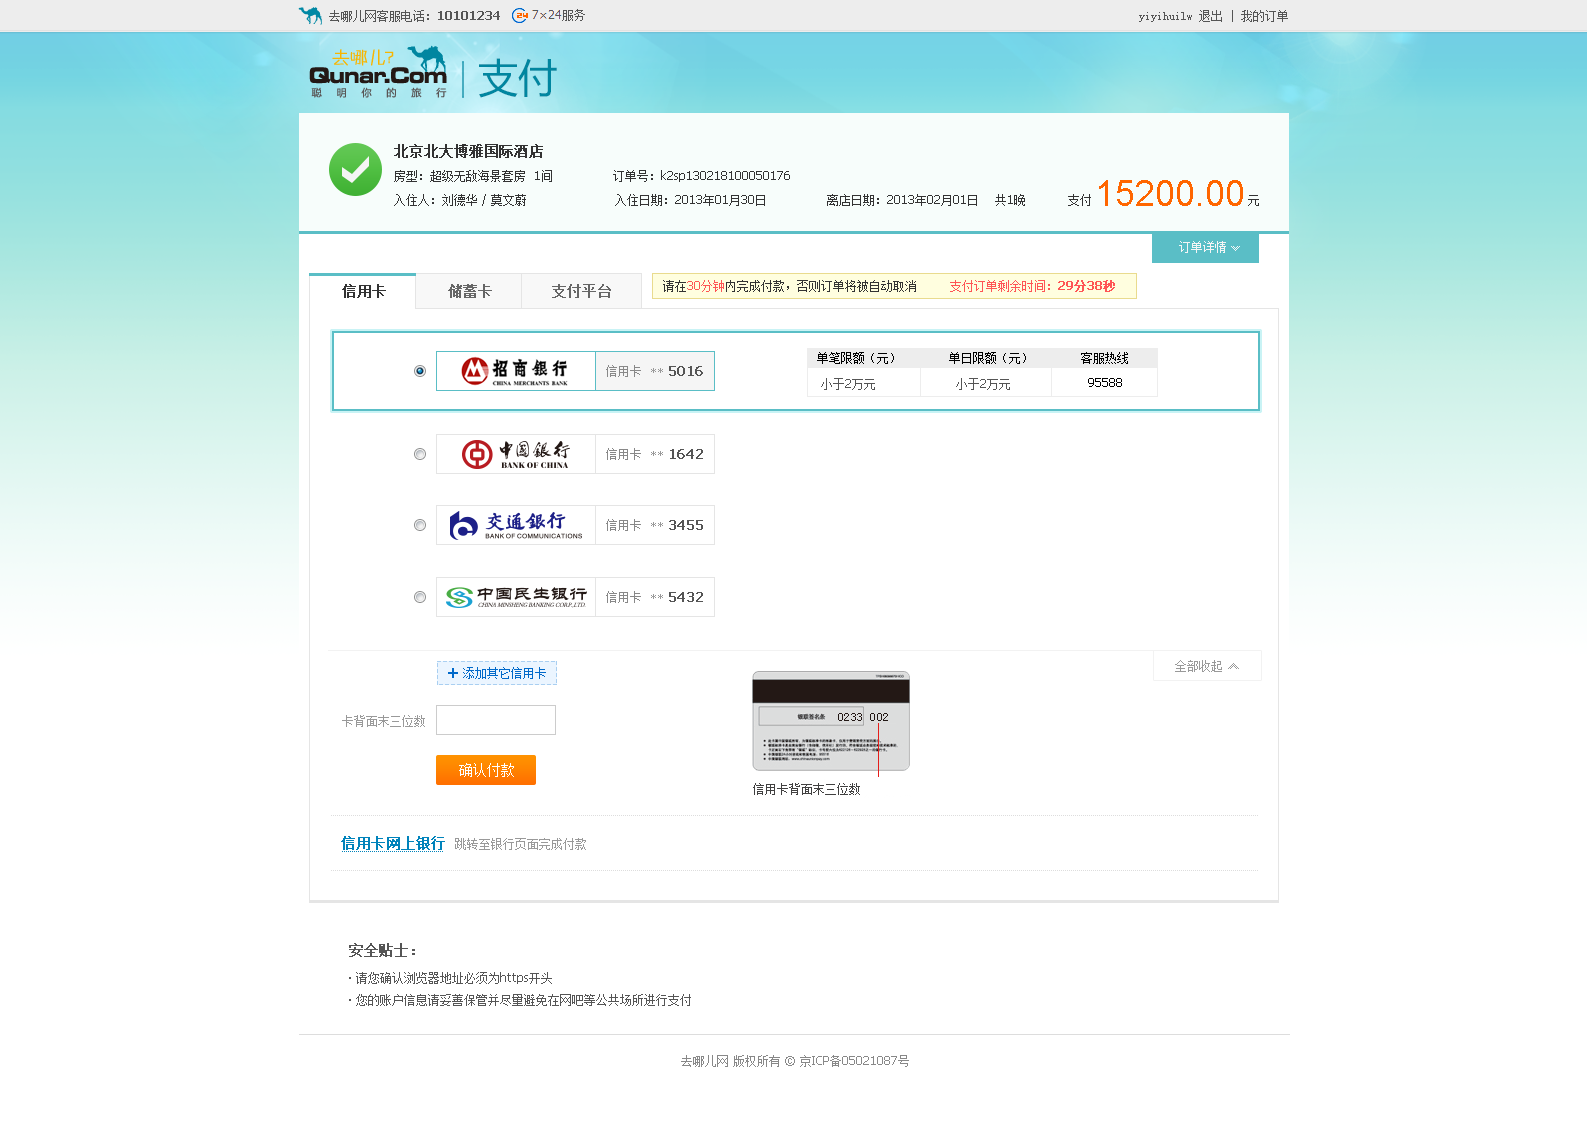 去哪儿网客服电话：10101234 24 7×24服务
yiyihuilw 退出 | 我的订单
去哪儿?
Qunar.Com | 支付
聪明你的旅行
北京北大博雅国际酒店
房型：超级无敌海景套房 1间 订单号：k2sp130218100050176
入住人：刘德华 / 莫文蔚 入住日期：2013年01月30日 离店日期：2013年02月01日 共1晚 支付 15200.00 元
订单详情
信用卡 储蓄卡 支付平台
请在30分钟内完成付款，否则订单将被自动取消 支付订单剩余时间：29分38秒
招商银行 信用卡 ** 5016
CHINA MERCHANTS BANK
单笔限额（元） 单日限额（元） 客服热线
小于2万元 小于2万元 95588
中国银行 信用卡 ** 1642
BANK OF CHINA
交通银行 信用卡 ** 3455
BANK OF COMMUNICATIONS
中国民生银行 信用卡 ** 5432
CHINA MINSHENG BANKING CORP.,LTD.
全部收起
+ 添加其它信用卡
卡背面末三位数
银联签名条 0233 002
确认付款
信用卡背面末三位数
信用卡网上银行 跳转至银行页面完成付款
安全贴士：
· 请您确认浏览器地址必须为https开头
· 您的账户信息请妥善保管并尽量避免在网吧等公共场所进行支付
去哪儿网 版权所有 © 京ICP备05021087号